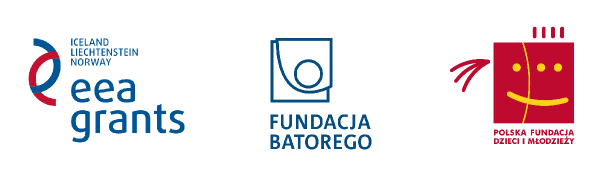 ICELAND
LIECHTENSTEIN
NORWAY
eea
grants
FUNDACJA
BATOREGO
POLSKA FUNDACJA
DZIECI I MŁODZIEŻY